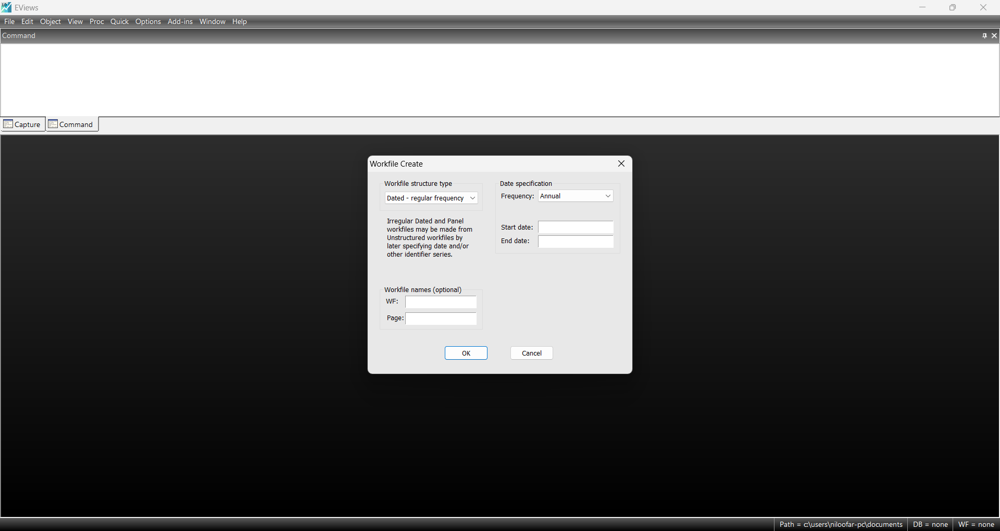 10 EViews
File Edit Object View Proc Quick Options Add-ins Window Help
Command
Capture Command
Workfile Create
Workfile structure type
Dated - regular frequency
Irregular Dated and Panel
workfiles may be made from
Unstructured workfiles by
later specifying date and/or
other identifier series.
Date specification
Frequency: Annual
Start date:
End date:
Workfile names (optional)
WF:
Page:
OK Cancel
Path = c:\users\niloofar-pc\documents DB = none WF = none